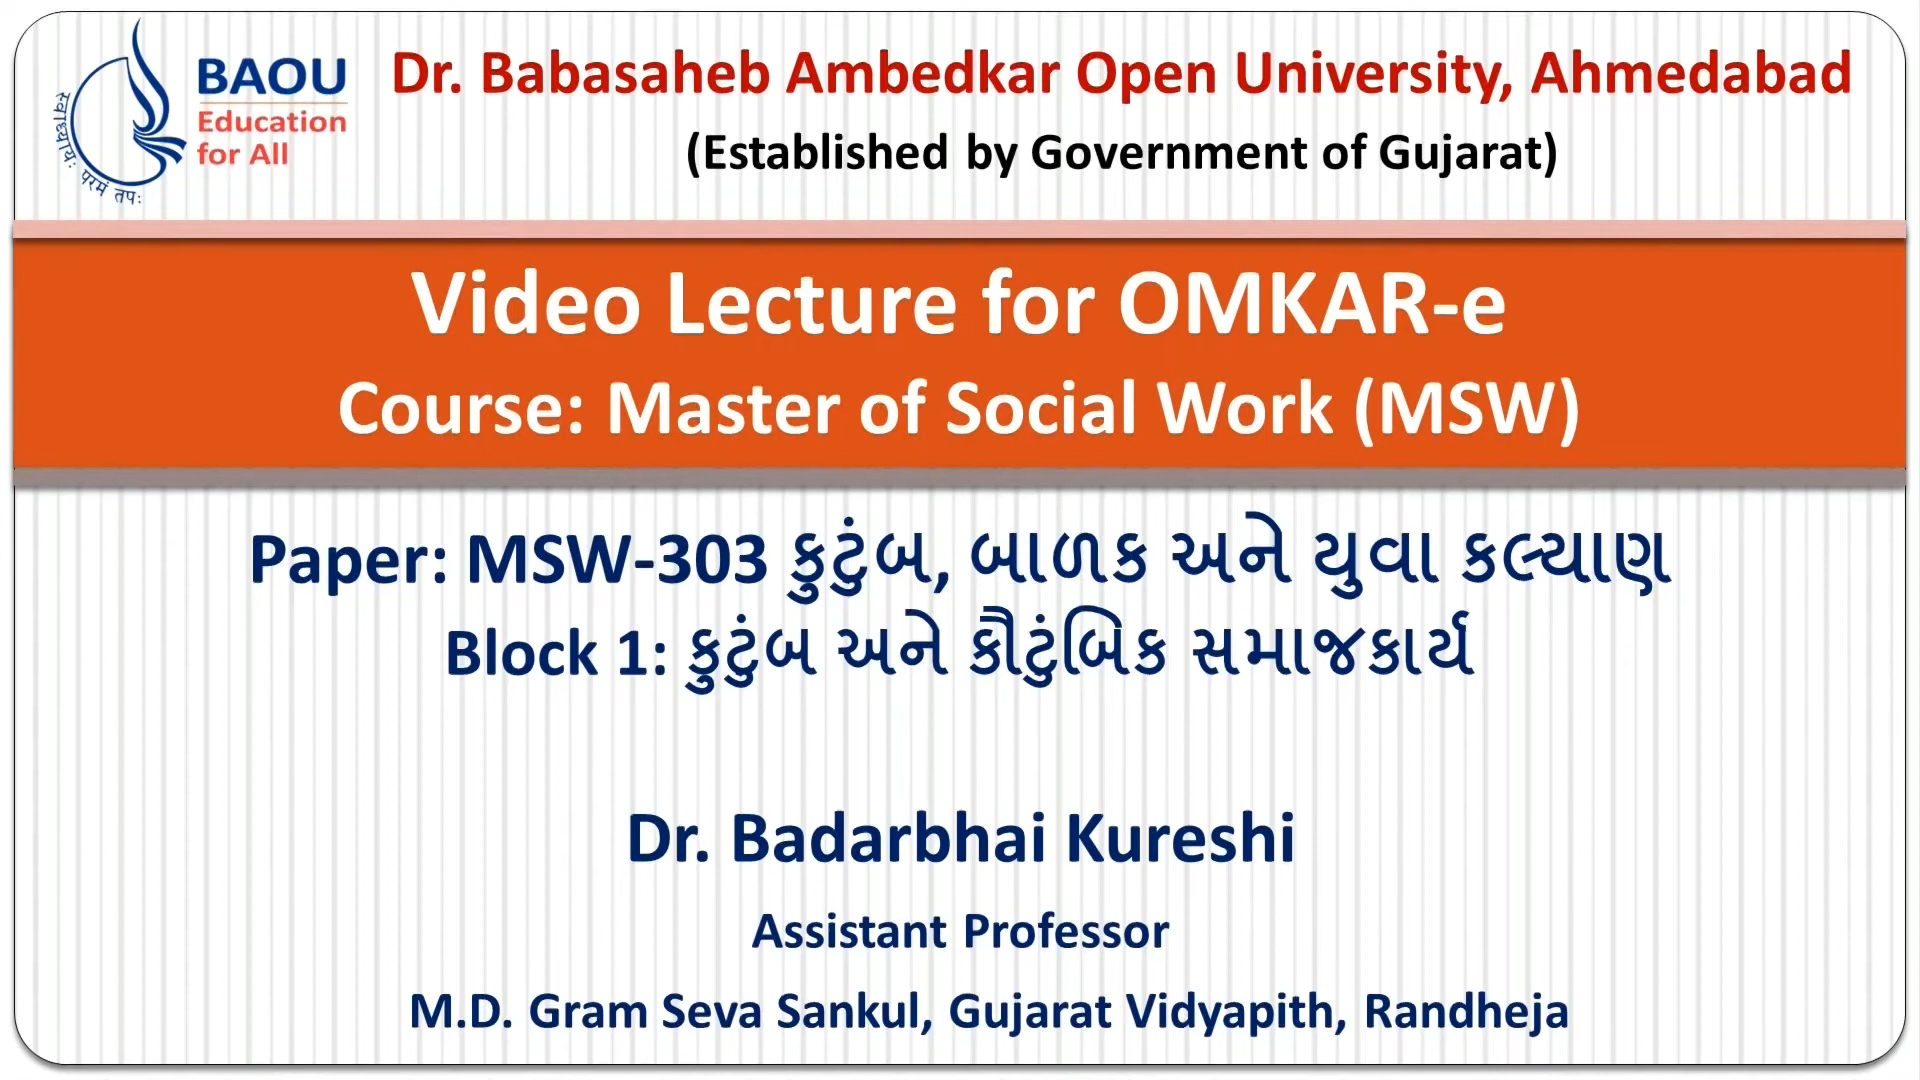 BAOU
Education
for All
स्वाध्यायः परमं तपः
Dr. Babasaheb Ambedkar Open University, Ahmedabad
(Established by Government of Gujarat)
Video Lecture for OMKAR-e
Course: Master of Social Work (MSW)
Paper: MSW-303 કુટુંબ, બાળક અને યુવા કલ્યાણ
Block 1: કુટુંબ અને કૌટુંબિક સમાજકાર્ય
Dr. Badarbhai Kureshi
Assistant Professor
M.D. Gram Seva Sankul, Gujarat Vidyapith, Randheja